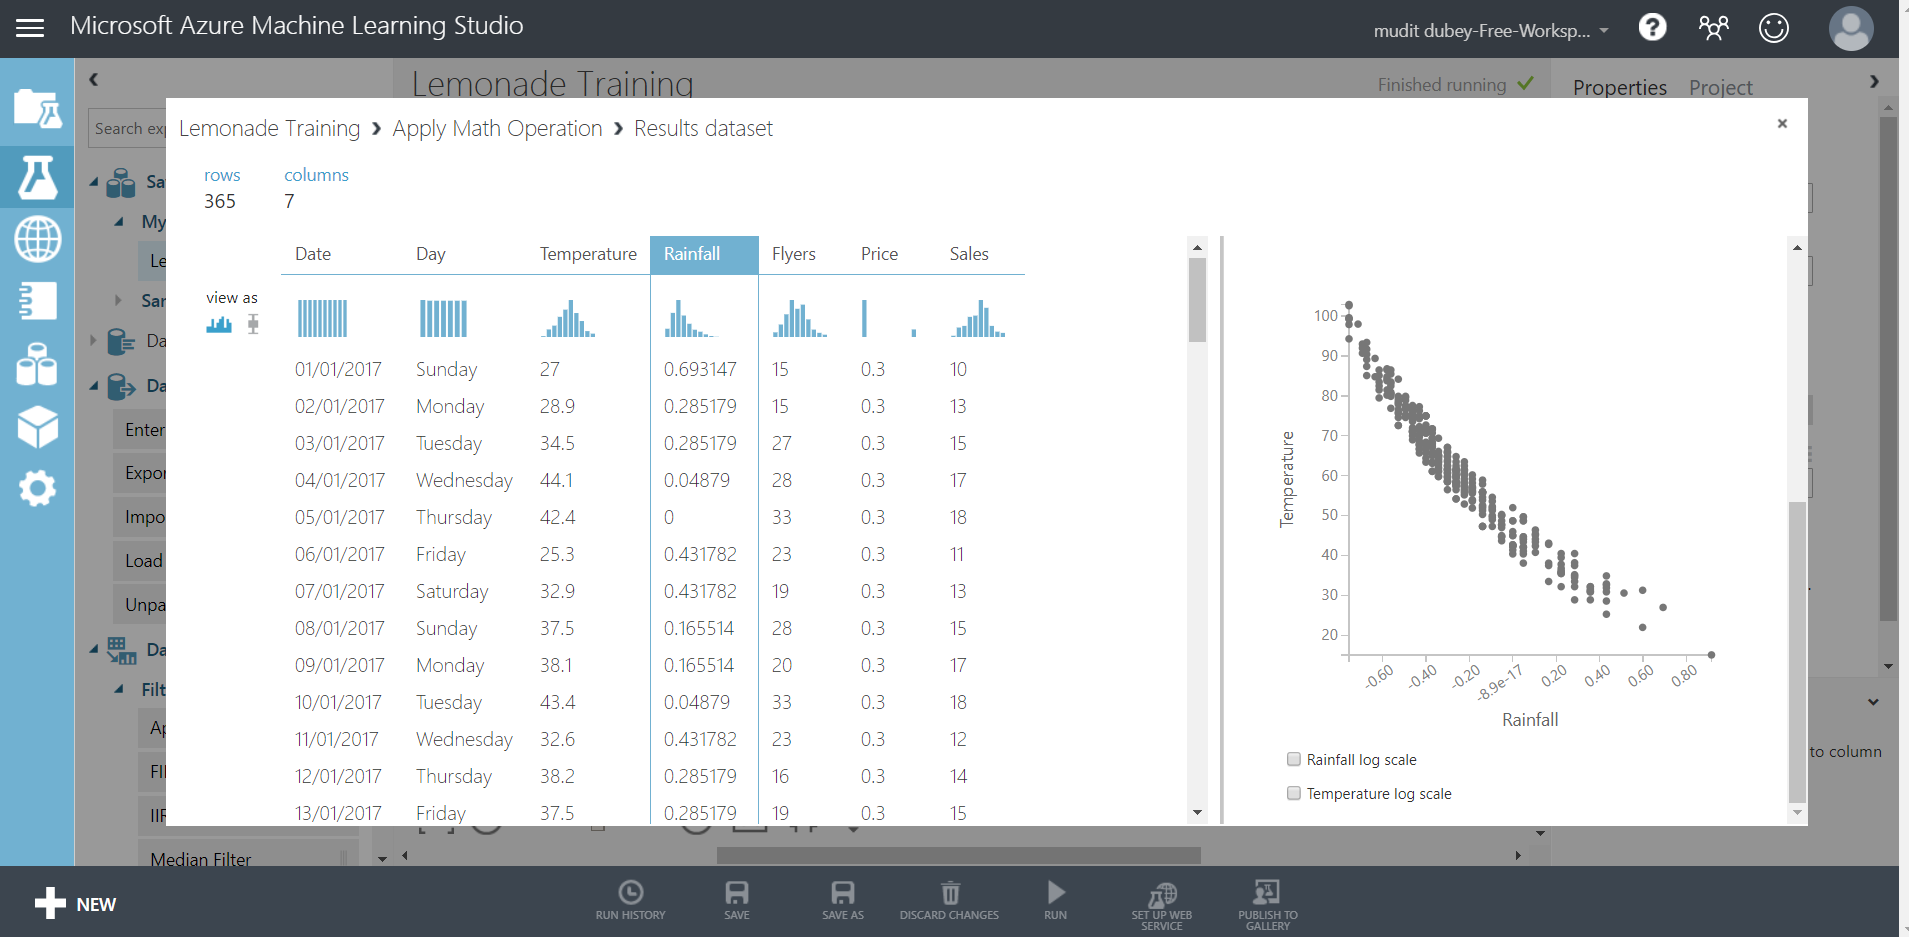 Microsoft Azure Machine Learning Studio
mudit dubey-Free-Worksp...
?
Lemonade Training
Finished running
Properties Project
Search exp
Lemonade Training > Apply Math Operation > Results dataset
×
rows columns
365 7
view as
Date Day Temperature Rainfall Flyers Price Sales
01/01/2017 Sunday 27 0.693147 15 0.3 10
02/01/2017 Monday 28.9 0.285179 15 0.3 13
03/01/2017 Tuesday 34.5 0.285179 27 0.3 15
04/01/2017 Wednesday 44.1 0.04879 28 0.3 17
05/01/2017 Thursday 42.4 0 33 0.3 18
06/01/2017 Friday 25.3 0.431782 23 0.3 11
07/01/2017 Saturday 32.9 0.431782 19 0.3 13
08/01/2017 Sunday 37.5 0.165514 28 0.3 15
09/01/2017 Monday 38.1 0.165514 20 0.3 17
10/01/2017 Tuesday 43.4 0.04879 33 0.3 18
11/01/2017 Wednesday 32.6 0.431782 23 0.3 12
12/01/2017 Thursday 38.2 0.285179 16 0.3 14
13/01/2017 Friday 37.5 0.285179 19 0.3 15
100
90
80
70
60
50
40
30
20
Temperature
-0.60 -0.40 -0.20 -8.9e-17 0.20 0.40 0.60 0.80
Rainfall
Rainfall log scale
Temperature log scale
Sa
My
Le
Sar
Da
Da
Enter
Expor
Impo
Load
Unpa
Da
Filt
Ap
FI
IIR
Median Filter
to column
NEW
RUN HISTORY
SAVE
SAVE AS
DISCARD CHANGES
RUN
SET UP WEB
SERVICE
PUBLISH TO
GALLERY